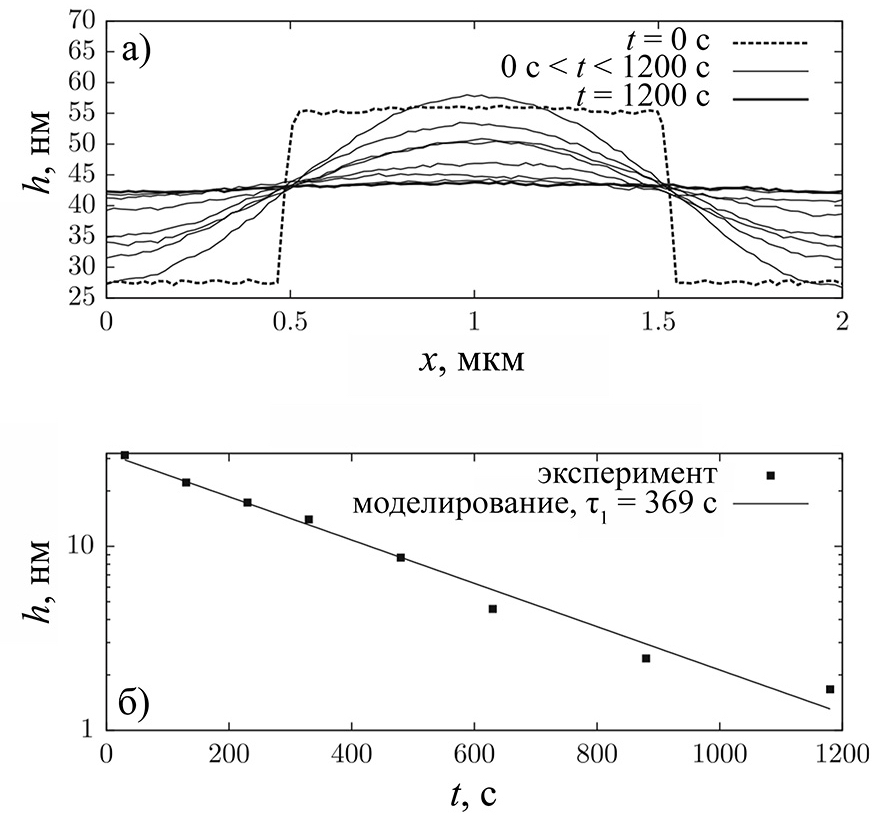 70
65
60
55
50
45
40
35
30
25
h, нм
а)
t = 0 с
0 с < t < 1200 с
t = 1200 с
0
0.5
1
1.5
2
x, мкм
10
1
h, нм
б)
эксперимент
моделирование, τ₁ = 369 с
0
200
400
600
800
1000
1200
t, с